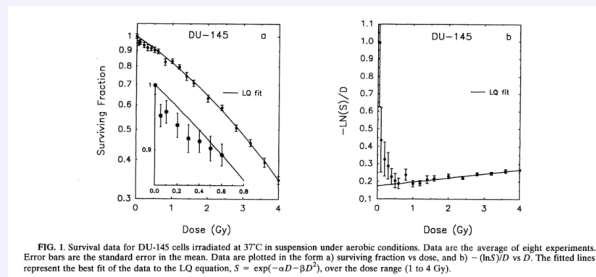 DU-145 a
1
0.9
0.8
0.7
0.6
0.5
0.4
0.3
Surviving Fraction
LQ fit
1
0.9
0.0 0.2 0.4 0.6 0.8
0 1 2 3 4
Dose (Gy)
DU-145 b
1.1
1.0
0.9
0.8
0.7
0.6
0.5
0.4
0.3
0.2
0.1
-LN(S)/D
LQ fit
0 1 2 3 4
Dose (Gy)
FIG. 1. Survival data for DU-145 cells irradiated at 37°C in suspension under aerobic conditions. Data are the average of eight experiments.
Error bars are the standard error in the mean. Data are plotted in the form a) surviving fraction vs dose, and b) − (lnS)/D vs D. The fitted lines
represent the best fit of the data to the LQ equation, S = exp(-αD-βD²), over the dose range (1 to 4 Gy).